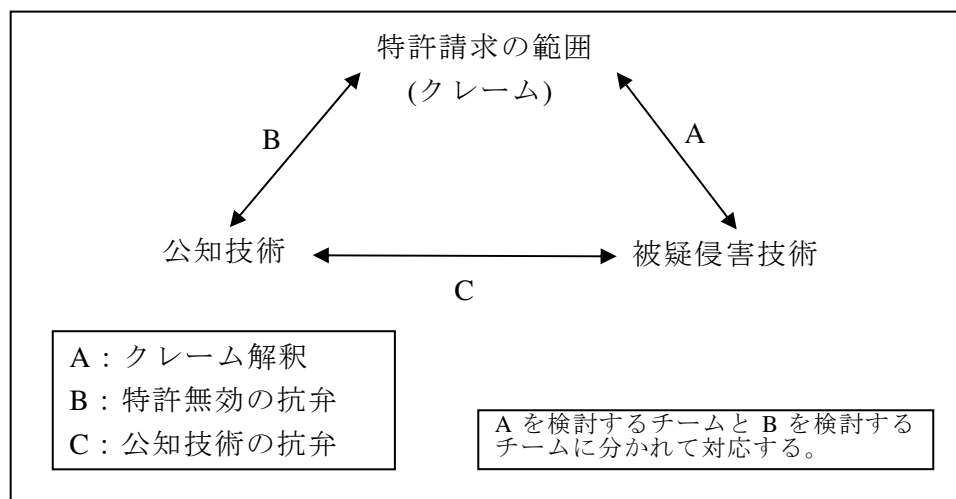 特許請求の範囲
(クレーム)
B
A
公知技術
被疑侵害技術
C
A：クレーム解釈
B：特許無効の抗弁
C：公知技術の抗弁
A を検討するチームと B を検討する
チームに分かれて対応する。